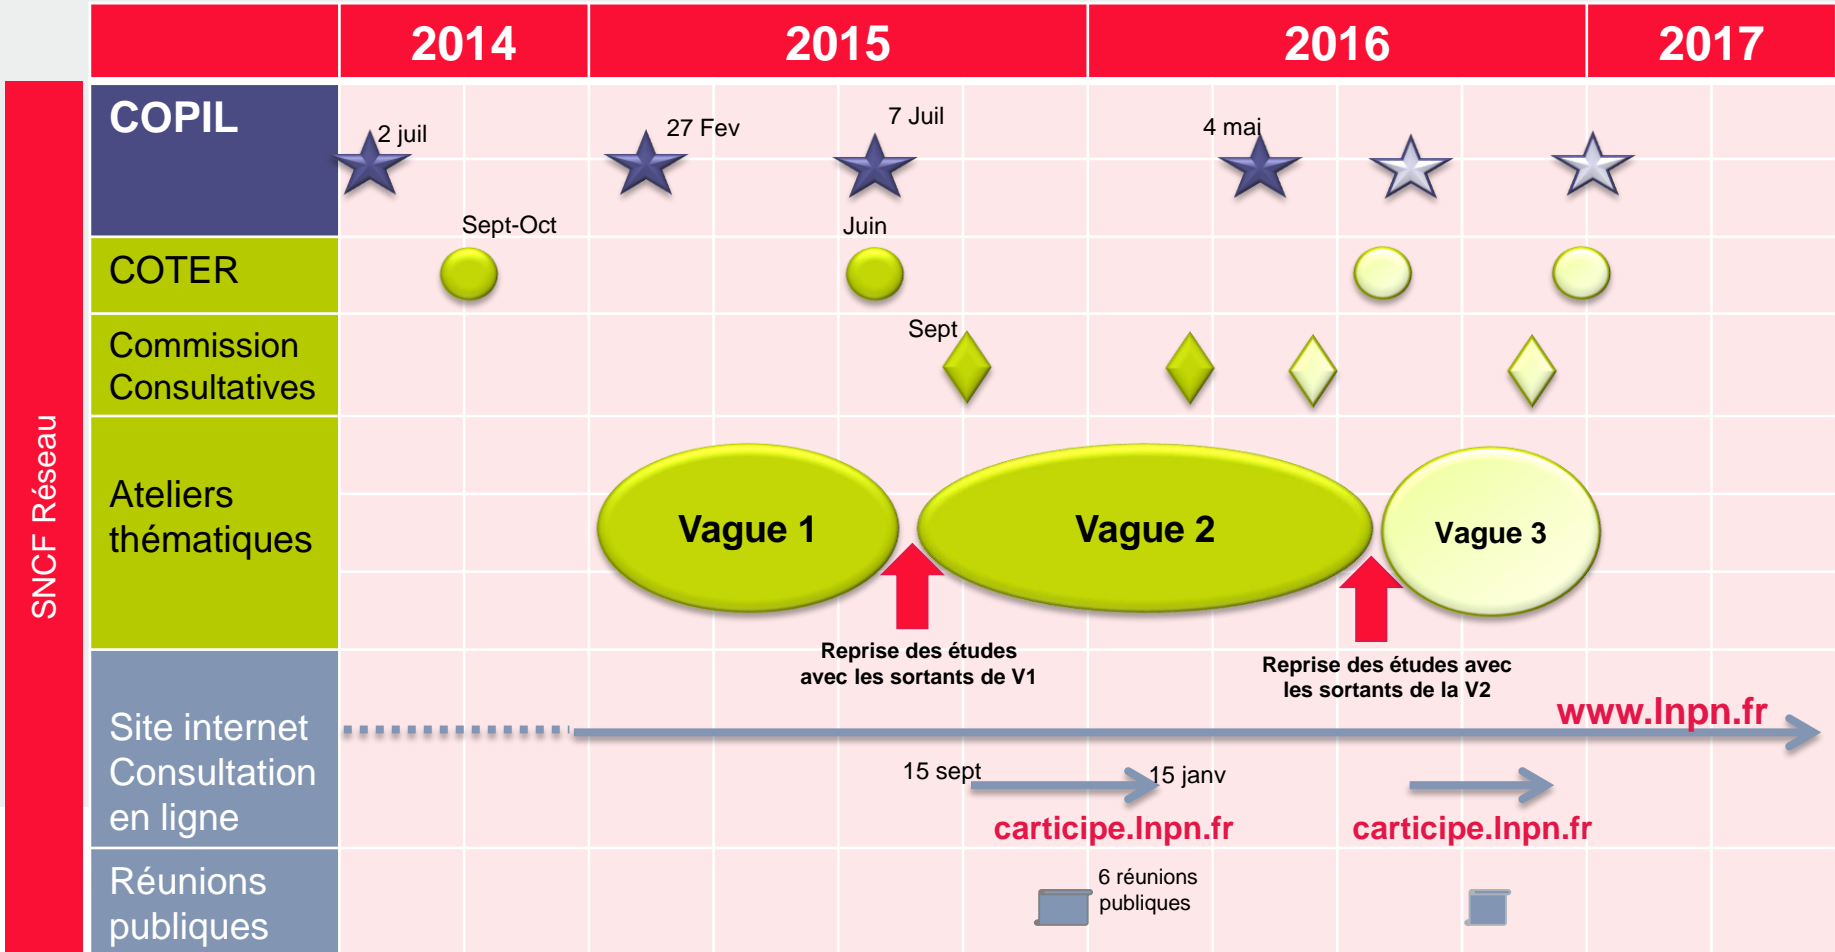 2014
2015
2016
2017
SNCF Réseau
COPIL
2 juil
27 Fev
7 Juil
4 mai
Sept-Oct
Juin
COTER
Commission
Consultatives
Sept
Ateliers
thématiques
Vague 1
Vague 2
Vague 3
Reprise des études
avec les sortants de V1
Reprise des études avec
les sortants de la V2
Site internet
Consultation
en ligne
www.lnpn.fr
15 sept
15 janv
carticipe.lnpn.fr
carticipe.lnpn.fr
Réunions
publiques
6 réunions
publiques